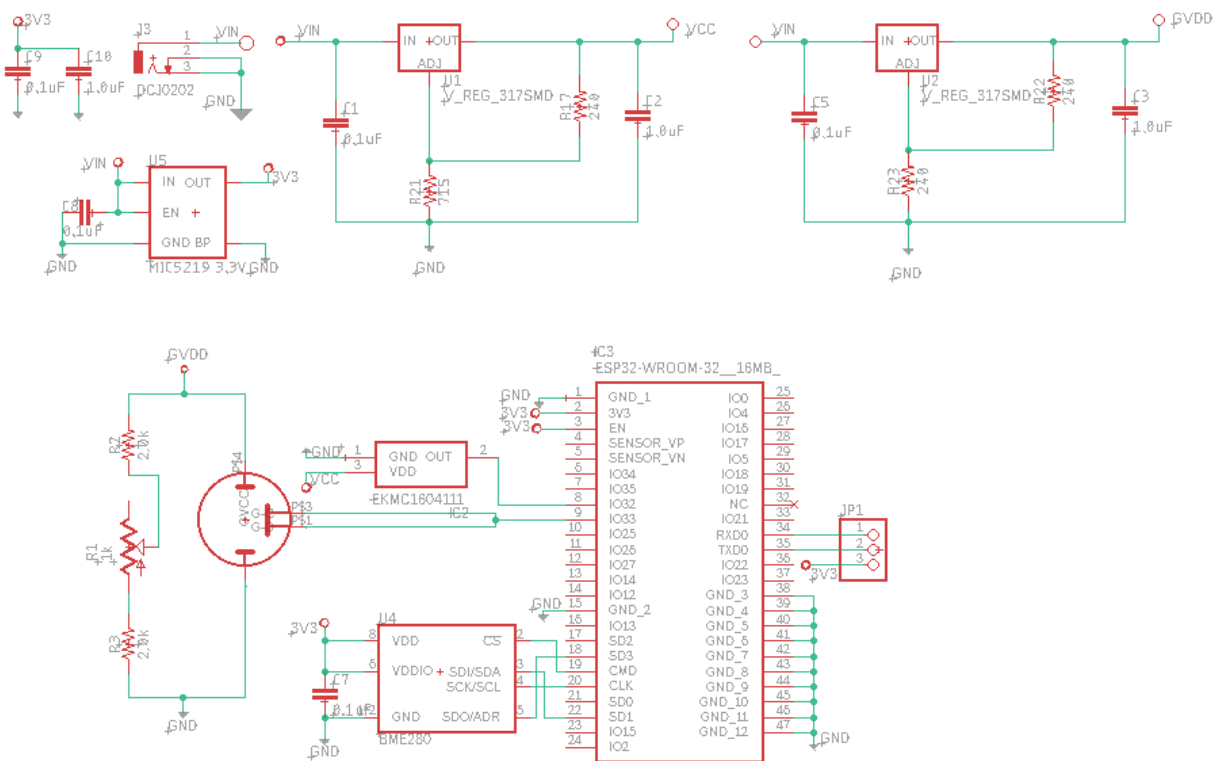 3V3
C9
0.1uF
C10
1.0uF
J3
1
2
3
DCJ0202
VIN
GND
VIN
IN
OUT
ADJ
U1
V_REG_317SMD
VCC
C1
0.1uF
R17
240
C2
1.0uF
R21
715
GND
VIN
IN
OUT
ADJ
U2
V_REG_317SMD
GVDD
C5
0.1uF
R22
240
C3
1.0uF
R23
240
GND
VIN
U5
IN OUT
EN
GND BP
MIC5219 3.3V
3V3
C8
0.1uF
GND
GND
GVDD
R2
2.0k
R1
1k
R3
2.0k
GND
P$4
GVCC
P$3
P$1
GND
1
3
VCC
GND OUT
VDD
2
EKMC1604111
IC2
IC3
ESP32-WROOM-32__16MB_
GND
3V3
3V3
1 GND_1
2 3V3
3 EN
4 SENSOR_VP
5 SENSOR_VN
6 IO34
7 IO35
8 IO32
9 IO33
10 IO25
11 IO26
12 IO27
13 IO14
14 IO12
GND
15 GND_2
16 IO13
17 SD2
18 SD3
19 CMD
20 CLK
21 SD0
22 SD1
23 IO15
24 IO2
IO0 25
IO4 26
IO16 27
IO17 28
IO5 29
IO18 30
IO19 31
NC 32
IO21 33
RXD0 34
TXD0 35
IO22 36
IO23 37
GND_3 38
GND_4 39
GND_5 40
GND_6 41
GND_7 42
GND_8 43
GND_9 44
GND_10 45
GND_11 46
GND_12 47
GND
JP1
1
2
3
3V3
3V3
U4
8 VDD
6 VDDIO
2 GND
CS 2
SDI/SDA 3
SCK/SCL 4
SDO/ADR 5
BME280
C7
0.1uF
GND